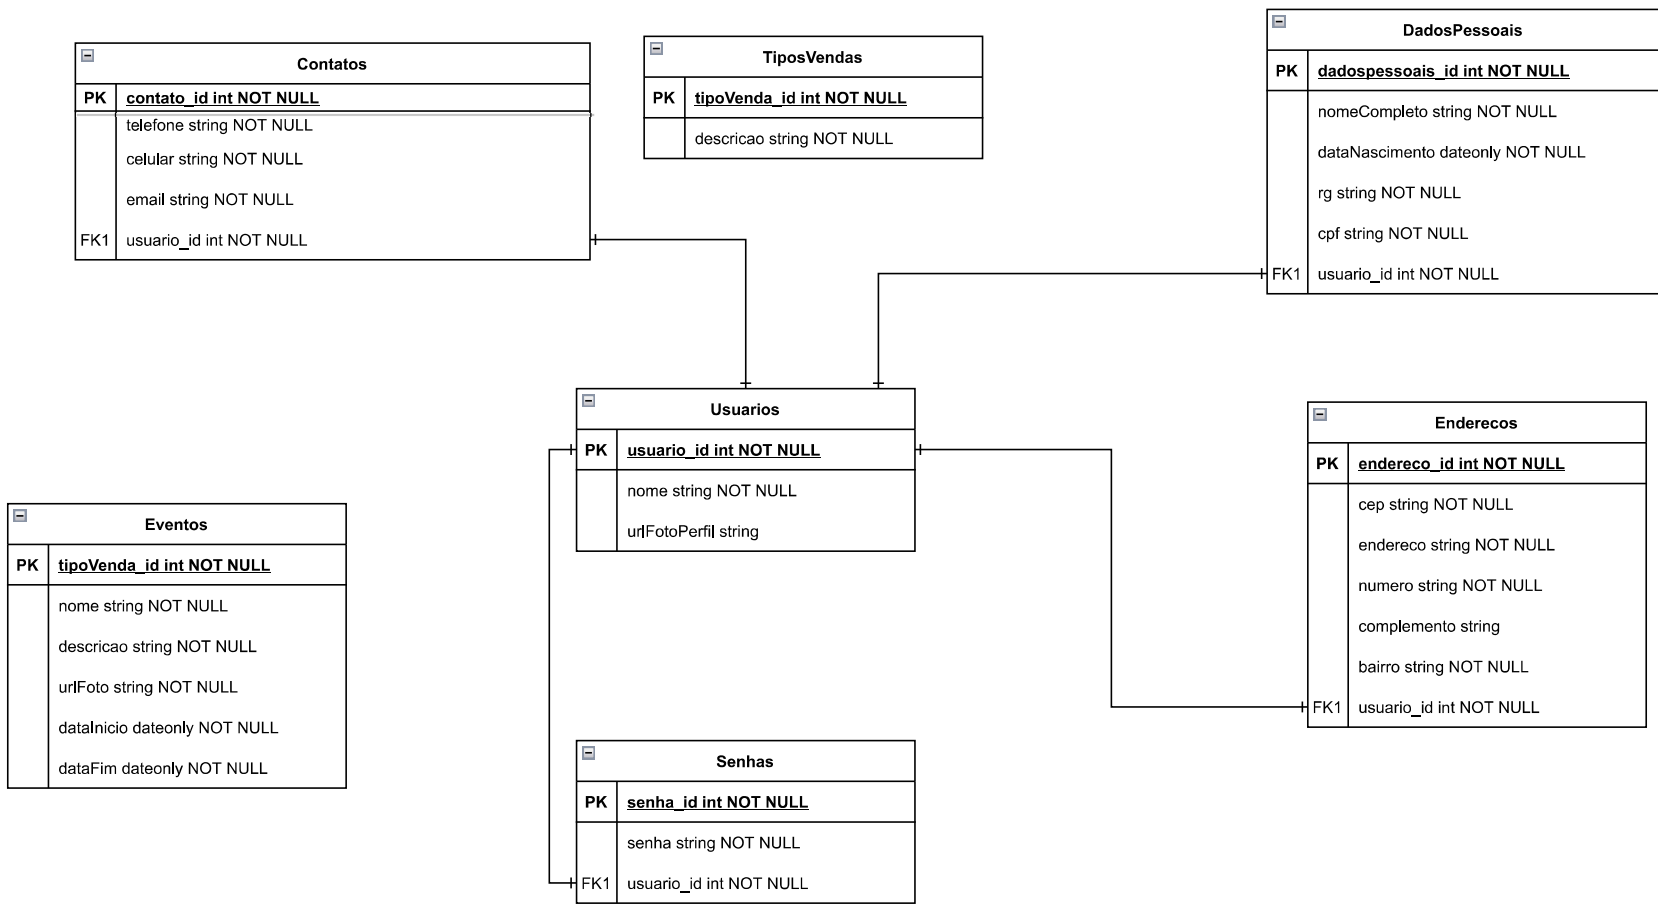 Contatos
PK contato_id int NOT NULL
telefone string NOT NULL
celular string NOT NULL
email string NOT NULL
FK1 usuario_id int NOT NULL
TiposVendas
PK tipoVenda_id int NOT NULL
descricao string NOT NULL
DadosPessoais
PK dadospessoais_id int NOT NULL
nomeCompleto string NOT NULL
dataNascimento dateonly NOT NULL
rg string NOT NULL
cpf string NOT NULL
FK1 usuario_id int NOT NULL
Usuarios
PK usuario_id int NOT NULL
nome string NOT NULL
urlFotoPerfil string
Enderecos
PK endereco_id int NOT NULL
cep string NOT NULL
endereco string NOT NULL
numero string NOT NULL
complemento string
bairro string NOT NULL
FK1 usuario_id int NOT NULL
Eventos
PK tipoVenda_id int NOT NULL
nome string NOT NULL
descricao string NOT NULL
urlFoto string NOT NULL
dataInicio dateonly NOT NULL
dataFim dateonly NOT NULL
Senhas
PK senha_id int NOT NULL
senha string NOT NULL
FK1 usuario_id int NOT NULL